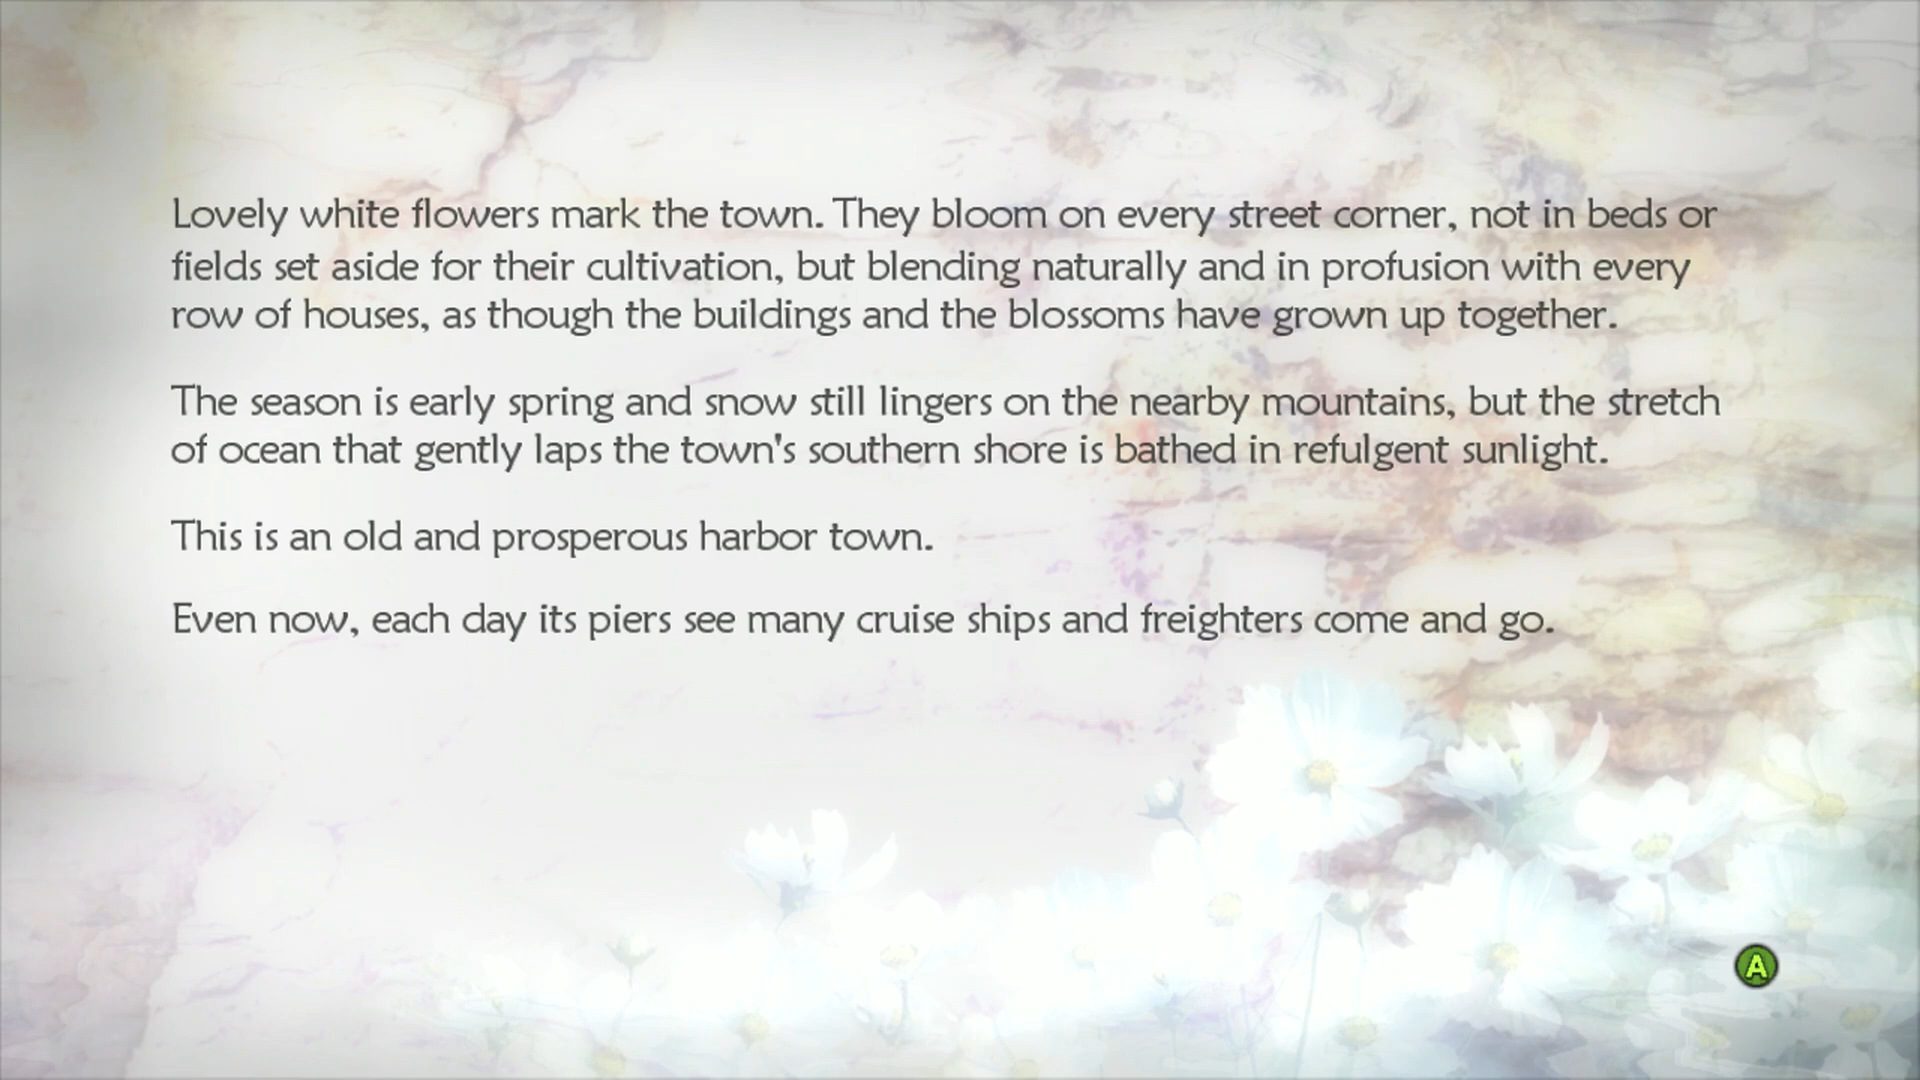 Lovely white flowers mark the town. They bloom on every street corner, not in beds or
fields set aside for their cultivation, but blending naturally and in profusion with every
row of houses, as though the buildings and the blossoms have grown up together.
The season is early spring and snow still lingers on the nearby mountains, but the stretch
of ocean that gently laps the town's southern shore is bathed in refulgent sunlight.
This is an old and prosperous harbor town.
Even now, each day its piers see many cruise ships and freighters come and go.
A